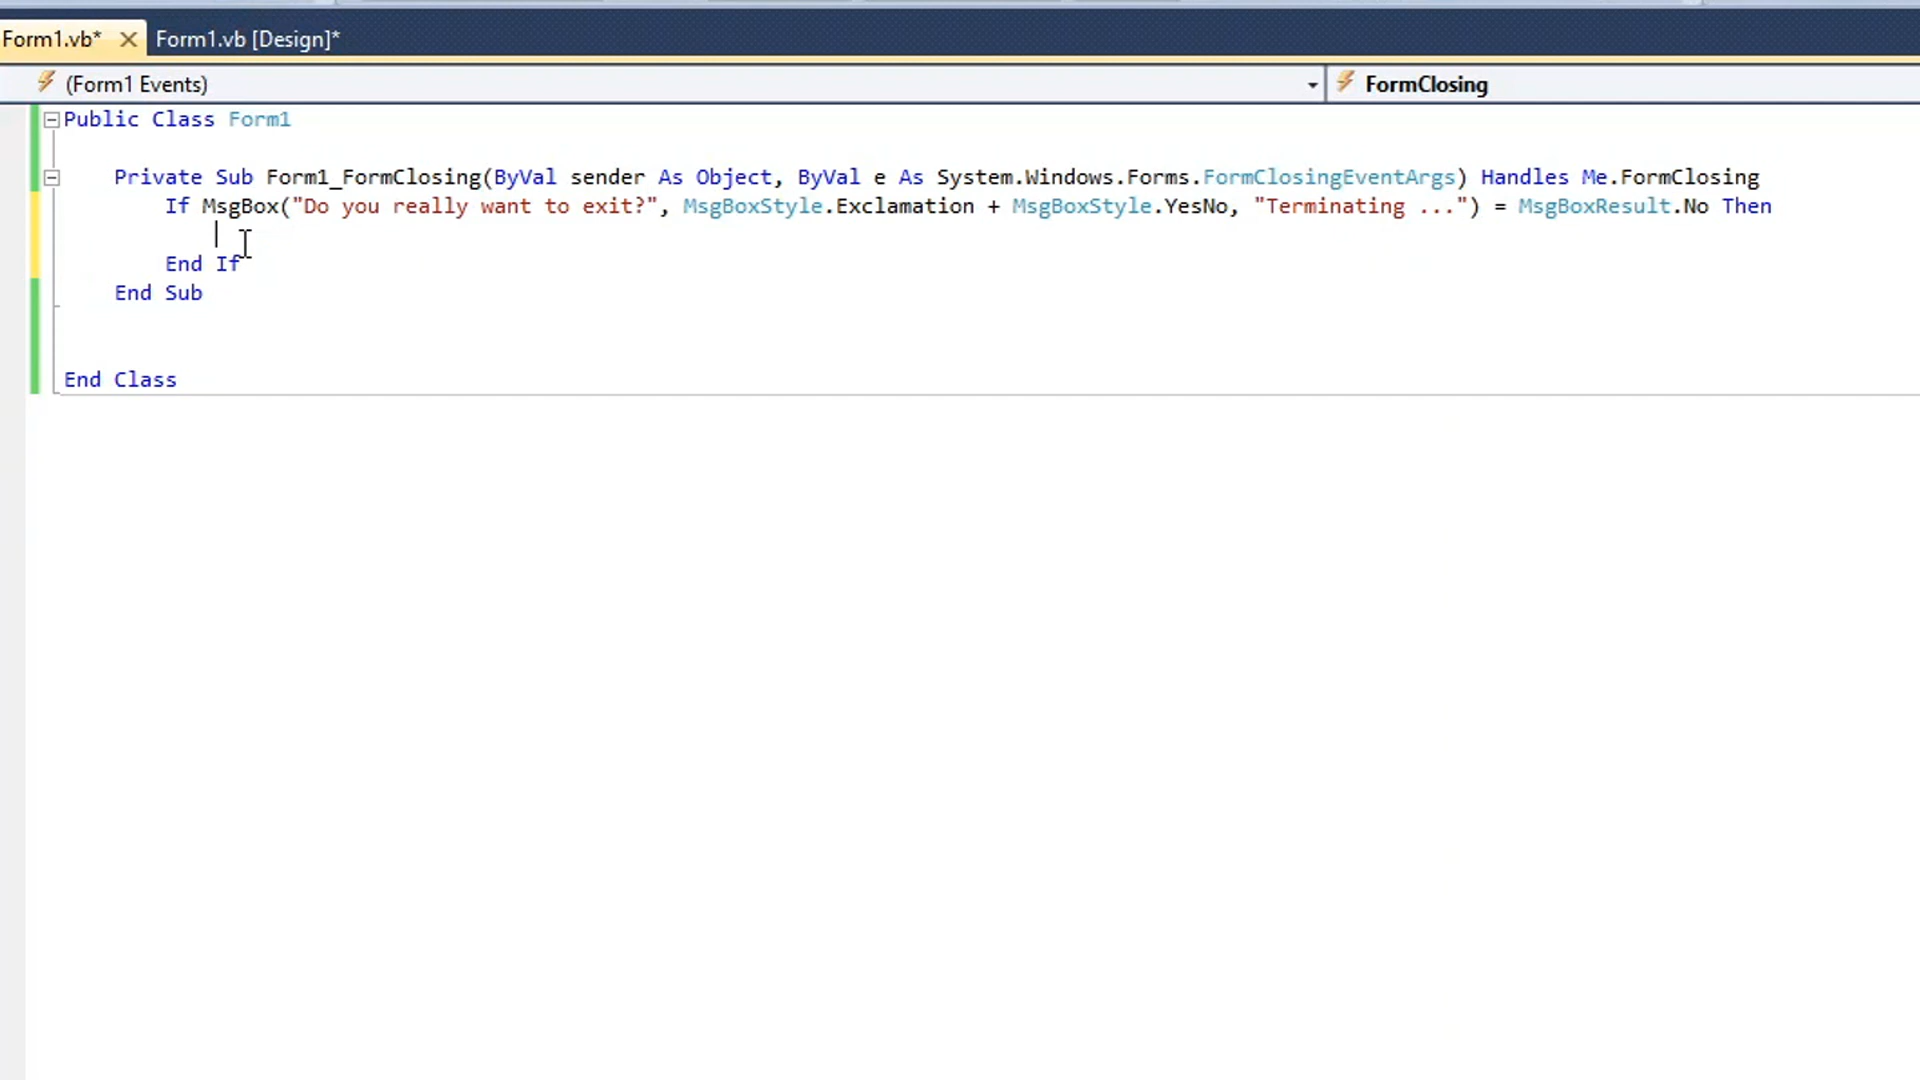 Form1.vb* Form1.vb [Design]*
(Form1 Events) FormClosing
Public Class Form1
Private Sub Form1_FormClosing(ByVal sender As Object, ByVal e As System.Windows.Forms.FormClosingEventArgs) Handles Me.FormClosing
If MsgBox("Do you really want to exit?", MsgBoxStyle.Exclamation + MsgBoxStyle.YesNo, "Terminating ...") = MsgBoxResult.No Then
End If
End Sub
End Class